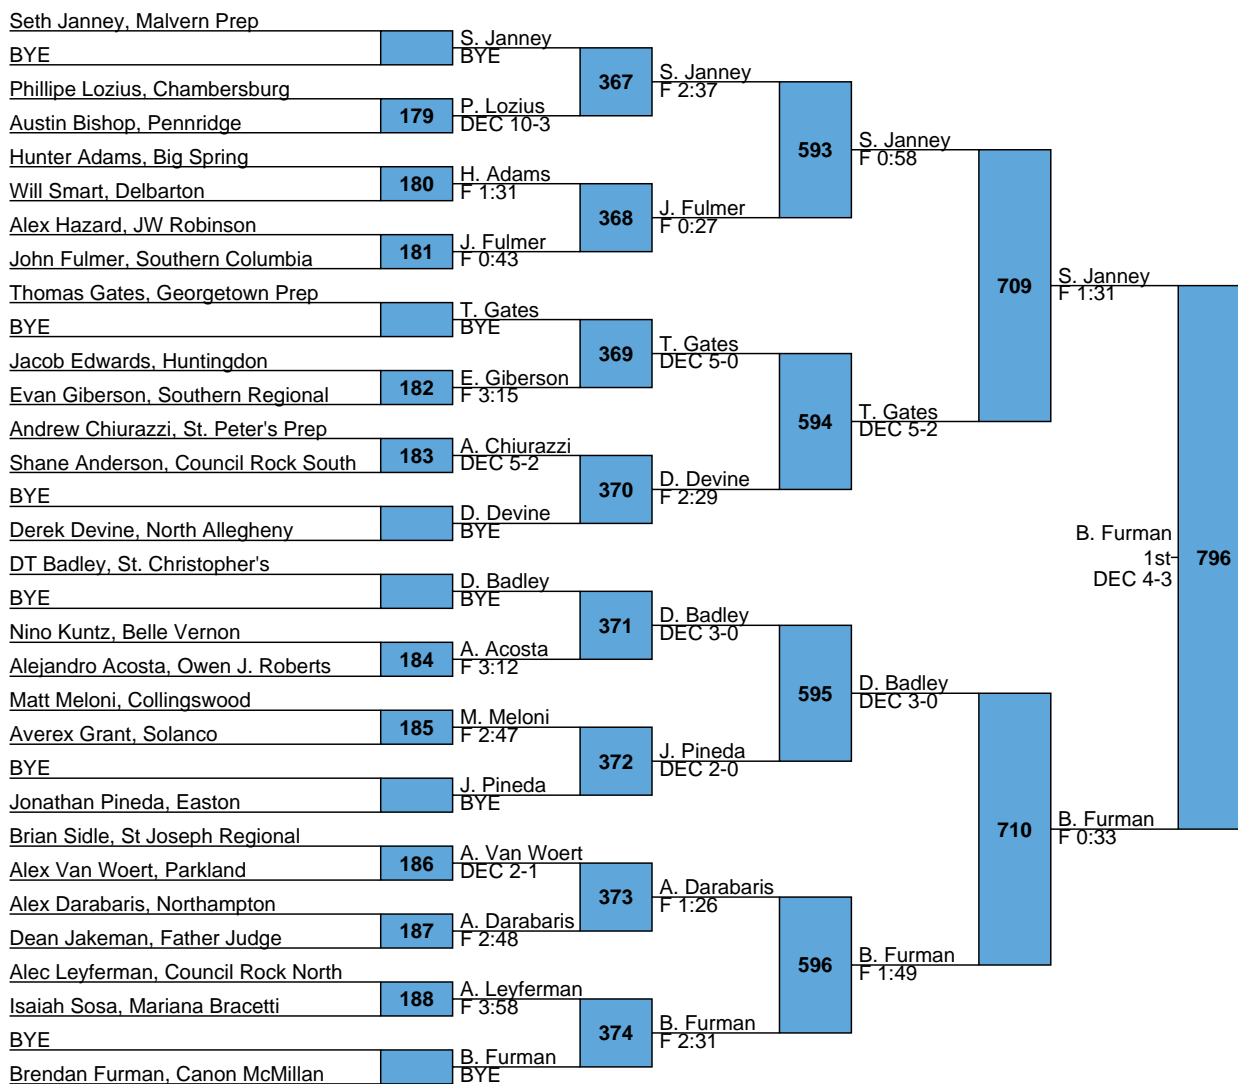 Seth Janney, Malvern Prep
BYE
Phillipe Lozius, Chambersburg
Austin Bishop, Pennridge
Hunter Adams, Big Spring
Will Smart, Delbarton
Alex Hazard, JW Robinson
John Fulmer, Southern Columbia
Thomas Gates, Georgetown Prep
BYE
Jacob Edwards, Huntingdon
Evan Giberson, Southern Regional
Andrew Chiurazzi, St. Peter's Prep
Shane Anderson, Council Rock South
BYE
Derek Devine, North Allegheny
DT Badley, St. Christopher's
BYE
Nino Kuntz, Belle Vernon
Alejandro Acosta, Owen J. Roberts
Matt Meloni, Collingswood
Averex Grant, Solanco
BYE
Jonathan Pineda, Easton
Brian Sidle, St Joseph Regional
Alex Van Woert, Parkland
Alex Darabaris, Northampton
Dean Jakeman, Father Judge
Alec Leyferman, Council Rock North
Isaiah Sosa, Mariana Bracetti
BYE
Brendan Furman, Canon McMillan
179
180
181
182
183
184
185
186
187
188
S. Janney
BYE
P. Lozius
DEC 10-3
H. Adams
F 1:31
J. Fulmer
F 0:43
T. Gates
BYE
E. Giberson
F 3:15
A. Chiurazzi
DEC 5-2
D. Devine
BYE
D. Badley
BYE
A. Acosta
F 3:12
M. Meloni
F 2:47
J. Pineda
BYE
A. Van Woert
DEC 2-1
A. Darabaris
F 2:48
A. Leyferman
F 3:58
B. Furman
BYE
367
368
369
370
371
372
373
374
S. Janney
F 2:37
J. Fulmer
F 0:27
T. Gates
DEC 5-0
D. Devine
F 2:29
D. Badley
DEC 3-0
J. Pineda
DEC 2-0
A. Darabaris
F 1:26
B. Furman
F 2:31
593
594
595
596
S. Janney
F 0:58
T. Gates
DEC 5-2
D. Badley
DEC 3-0
B. Furman
F 1:49
709
710
S. Janney
F 1:31
B. Furman
F 0:33
B. Furman
1st
DEC 4-3
796